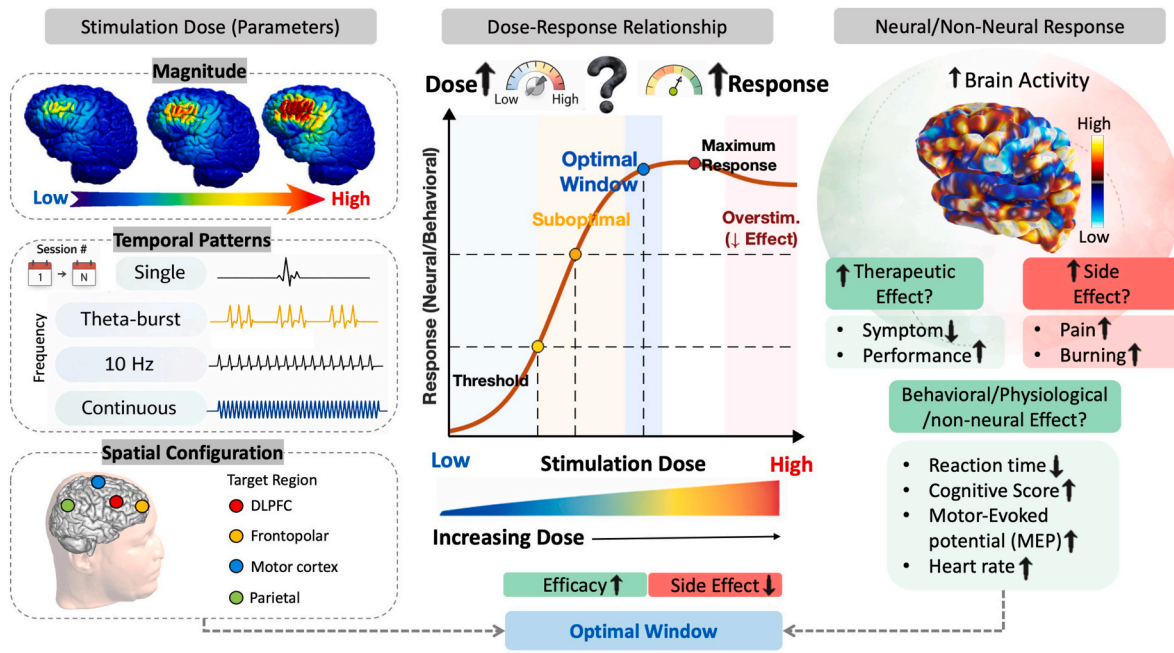 Stimulation Dose (Parameters)
Magnitude
Low
High
Temporal Patterns
Session #
1
N
Frequency
Single
Theta-burst
10 Hz
Continuous
Spatial Configuration
Target Region
DLPFC
Frontopolar
Motor cortex
Parietal
Dose-Response Relationship
Dose
Low
High
?
Response
Response (Neural/Behavioral)
Optimal
Window
Maximum
Response
Suboptimal
Overstim.
(↓ Effect)
Threshold
Low
Stimulation Dose
High
Increasing Dose
Efficacy
Side Effect
Optimal Window
Neural/Non-Neural Response
Brain Activity
High
Low
Therapeutic
Effect?
• Symptom
• Performance
Side
Effect?
• Pain
• Burning
Behavioral/Physiological
/non-neural Effect?
• Reaction time
• Cognitive Score
• Motor-Evoked
potential (MEP)
• Heart rate